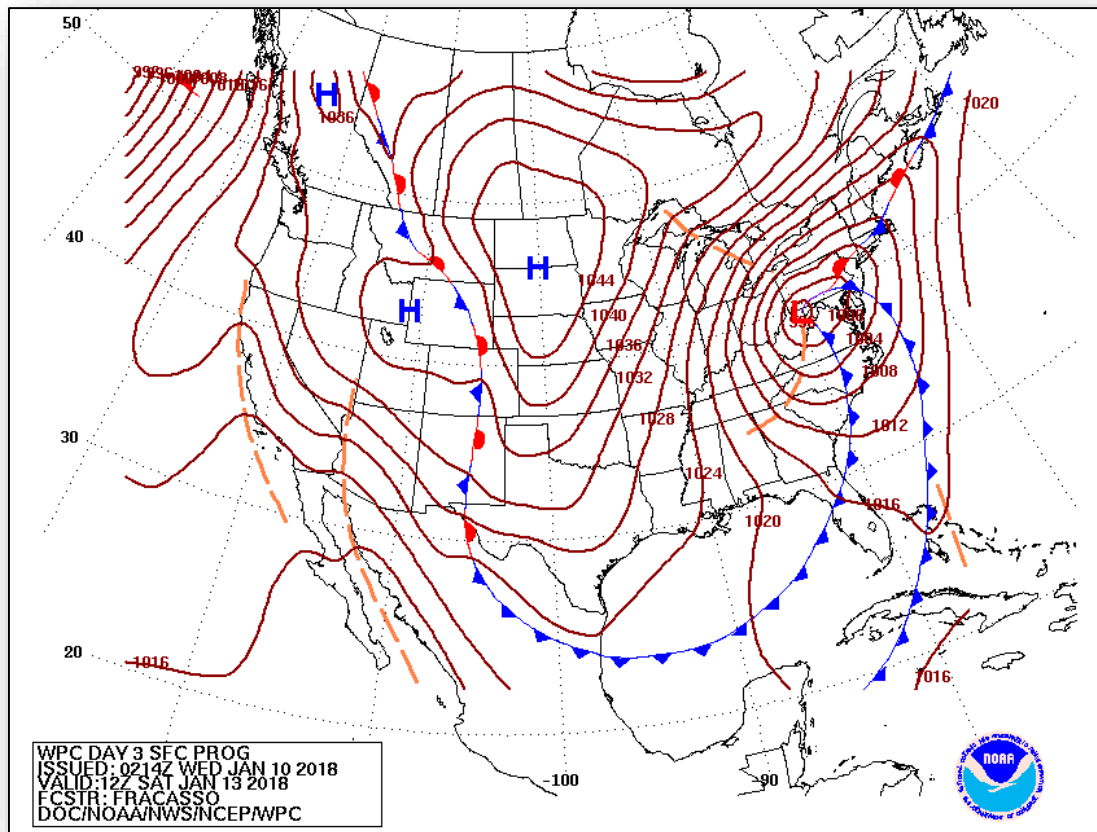 50
1020
1036
40
1044
1040
1036
1004
1008
1032
1012
1028
30
1024
1016
1020
20
1016
1016
H
H
H
L
WPC DAY 3 SFC PROG
ISSUED: 0214Z WED JAN 10 2018
VALID: 12Z SAT JAN 13 2018
FCSTR: FRACASSO
DOC/NOAA/NWS/NCEP/WPC
-100
-90
NOAA